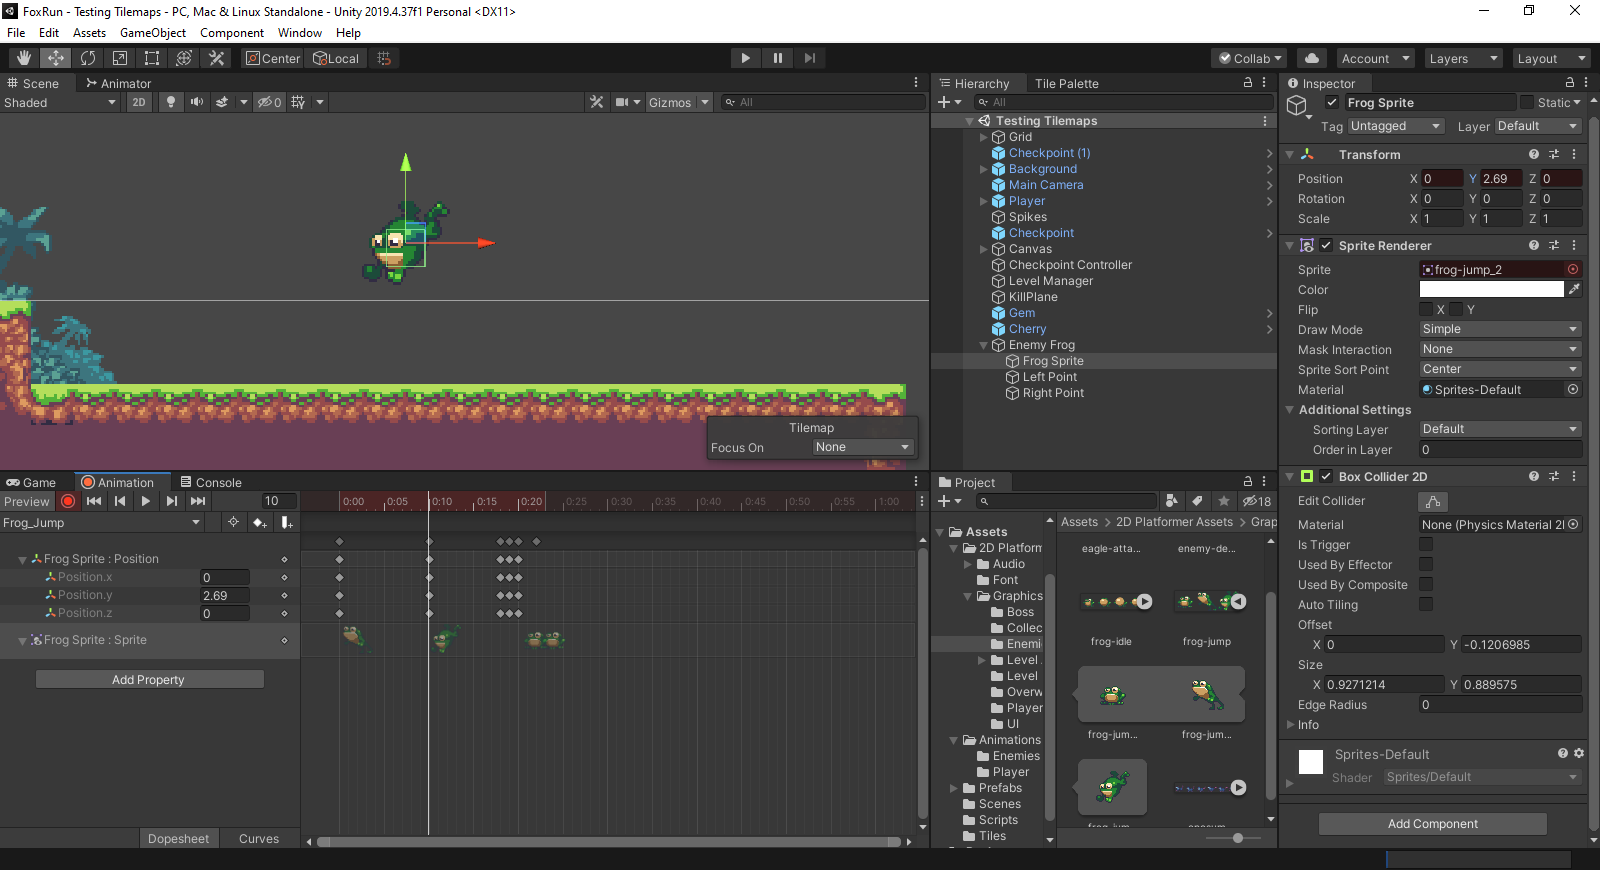 FoxRun - Testing Tilemaps - PC, Mac & Linux Standalone - Unity 2019.4.37f1 Personal <DX11>
File Edit Assets GameObject Component Window Help
Center Local Collab Account Layers Layout
Scene Animator
Shaded 2D 0 Gizmos All
Tilemap
Focus On None
Game Animation Console
Preview 10 0:00 0:05 0:10 0:15 0:20 0:25 0:30 0:35 0:40 0:45 0:50 0:55 1:00
Frog_Jump
Frog Sprite : Position
Position.x 0
Position.y 2.69
Position.z 0
Frog Sprite : Sprite
Add Property
Dopesheet Curves
Hierarchy Tile Palette
All
Testing Tilemaps
Grid
Checkpoint (1)
Background
Main Camera
Player
Spikes
Checkpoint
Canvas
Checkpoint Controller
Level Manager
KillPlane
Gem
Cherry
Enemy Frog
Frog Sprite
Left Point
Right Point
Project
18
Assets
2D Platform
Audio
Font
Graphics
Boss
Collec
Enemi
Level
Level
Overw
Player
UI
Animations
Enemies
Player
Prefabs
Scenes
Scripts
Tiles
Assets > 2D Platformer Assets > Grap
eagle-atta... enemy-de...
frog-idle frog-jump
frog-jum... frog-jum...
Inspector
Frog Sprite Static
Tag Untagged Layer Default
Transform
Position X 0 Y 2.69 Z 0
Rotation X 0 Y 0 Z 0
Scale X 1 Y 1 Z 1
Sprite Renderer
Sprite frog-jump_2
Color
Flip X Y
Draw Mode Simple
Mask Interaction None
Sprite Sort Point Center
Material Sprites-Default
Additional Settings
Sorting Layer Default
Order in Layer 0
Box Collider 2D
Edit Collider
Material None (Physics Material 2D
Is Trigger
Used By Effector
Used By Composite
Auto Tiling
Offset
X 0 Y -0.1206985
Size
X 0.9271214 Y 0.889575
Edge Radius 0
Info
Sprites-Default
Shader Sprites/Default
Add Component